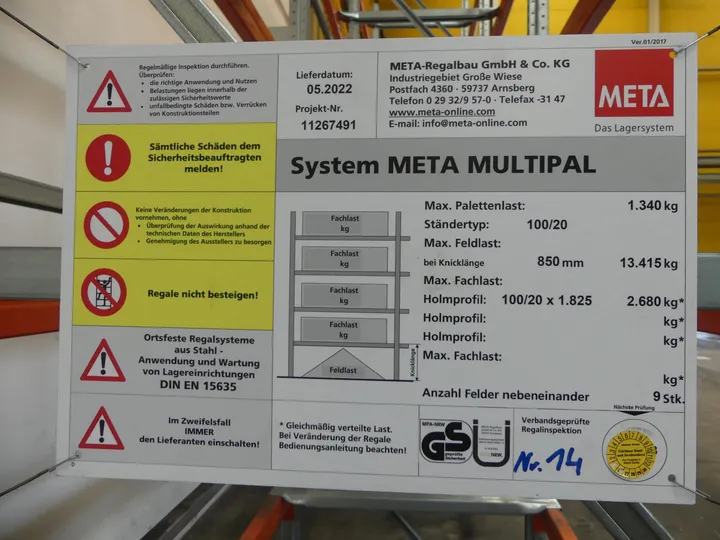 Ver.01/2017
Regelmäßige Inspektion durchführen.
Überprüfen:
• die richtige Anwendung und Nutzen
• Belastungen liegen innerhalb der
zulässigen Sicherheitswerte
• unfallbedingte Schäden bzw. Verrücken
von Konstruktionsteilen
Sämtliche Schäden dem
Sicherheitsbeauftragten
melden!
Keine Veränderungen der Konstruktion
vornehmen, ohne
• Überprüfung der Auswirkung anhand der
technischen Daten des Herstellers
• Genehmigung des Ausstellers zu besorgen
Regale nicht besteigen!
Ortsfeste Regalsysteme
aus Stahl -
Anwendung und Wartung
von Lagereinrichtungen
DIN EN 15635
Im Zweifelsfall
IMMER
den Lieferanten einschalten!
Lieferdatum:
05.2022
Projekt-Nr.
11267491
META-Regalbau GmbH & Co. KG
Industriegebiet Große Wiese
Postfach 4360 · 59737 Arnsberg
Telefon 0 29 32/9 57-0 · Telefax -31 47
www.meta-online.com
E-mail: info@meta-online.com
META
Das Lagersystem
System META MULTIPAL
Fachlast
kg
Fachlast
kg
Fachlast
kg
Fachlast
kg
Feldlast
Knicklänge
Max. Palettenlast: 1.340 kg
Ständertyp: 100/20
Max. Feldlast:
bei Knicklänge 850 mm 13.415 kg
Max. Fachlast:
Holmprofil: 100/20 x 1.825 2.680 kg*
Holmprofil: kg*
Holmprofil: kg*
Max. Fachlast:
kg*
Anzahl Felder nebeneinander 9 Stk.
* Gleichmäßig verteilte Last.
Bei Veränderung der Regale
Bedienungsanleitung beachten!
MPA-NRW
GS
geprüfte
Sicherheit
Ü
NRW
Verbandsgeprüfte
Regalinspektion
Nr. 14
Nächste Prüfung